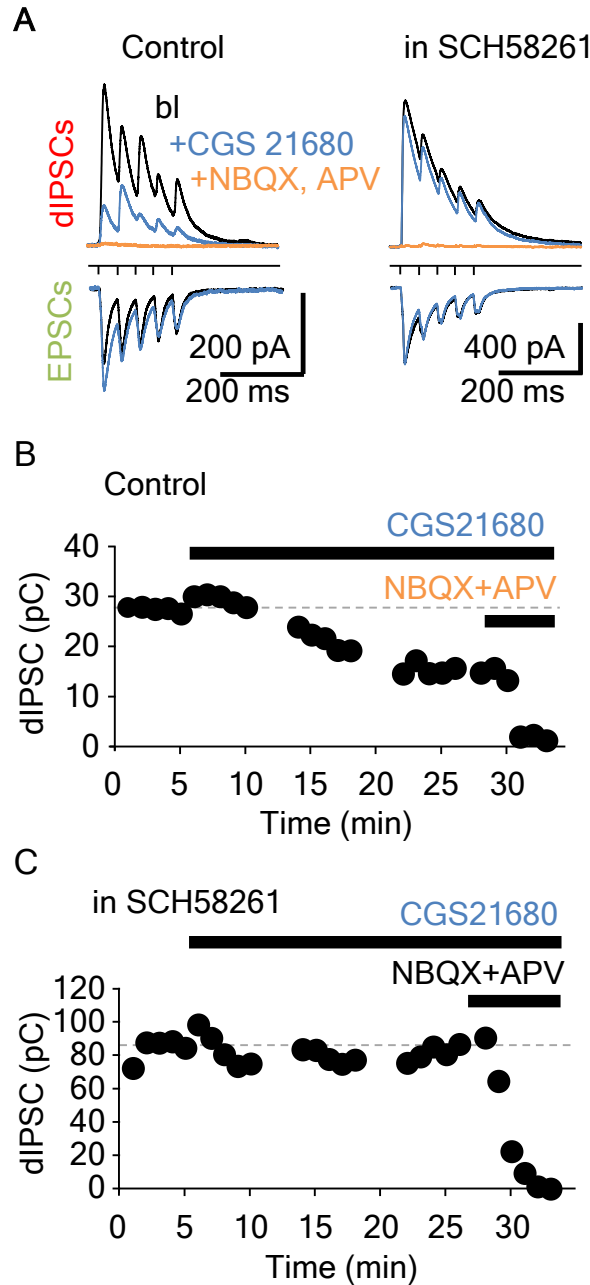 A
Control
in SCH58261
dIPSCs
bl
+CGS 21680
+NBQX, APV
EPSCs
200 pA
200 ms
400 pA
200 ms
B
Control
CGS21680
NBQX+APV
dIPSC (pC)
40
30
20
10
0
0 5 10 15 20 25 30
Time (min)
C
in SCH58261
CGS21680
NBQX+APV
dIPSC (pC)
120
100
80
60
40
20
0
0 5 10 15 20 25 30
Time (min)